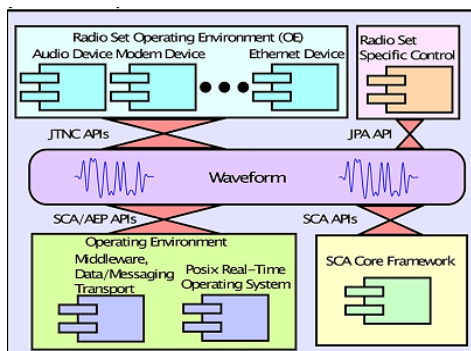 Radio Set Operating Environment (OE)
Audio Device Modem Device Ethernet Device
Radio Set
Specific Control
JTNC APIs
JPA API
Waveform
SCA/AEP APIs
SCA APIs
Operating Environment
Middleware,
Data/Messaging
Transport
Posix Real-Time
Operating System
SCA Core Framework